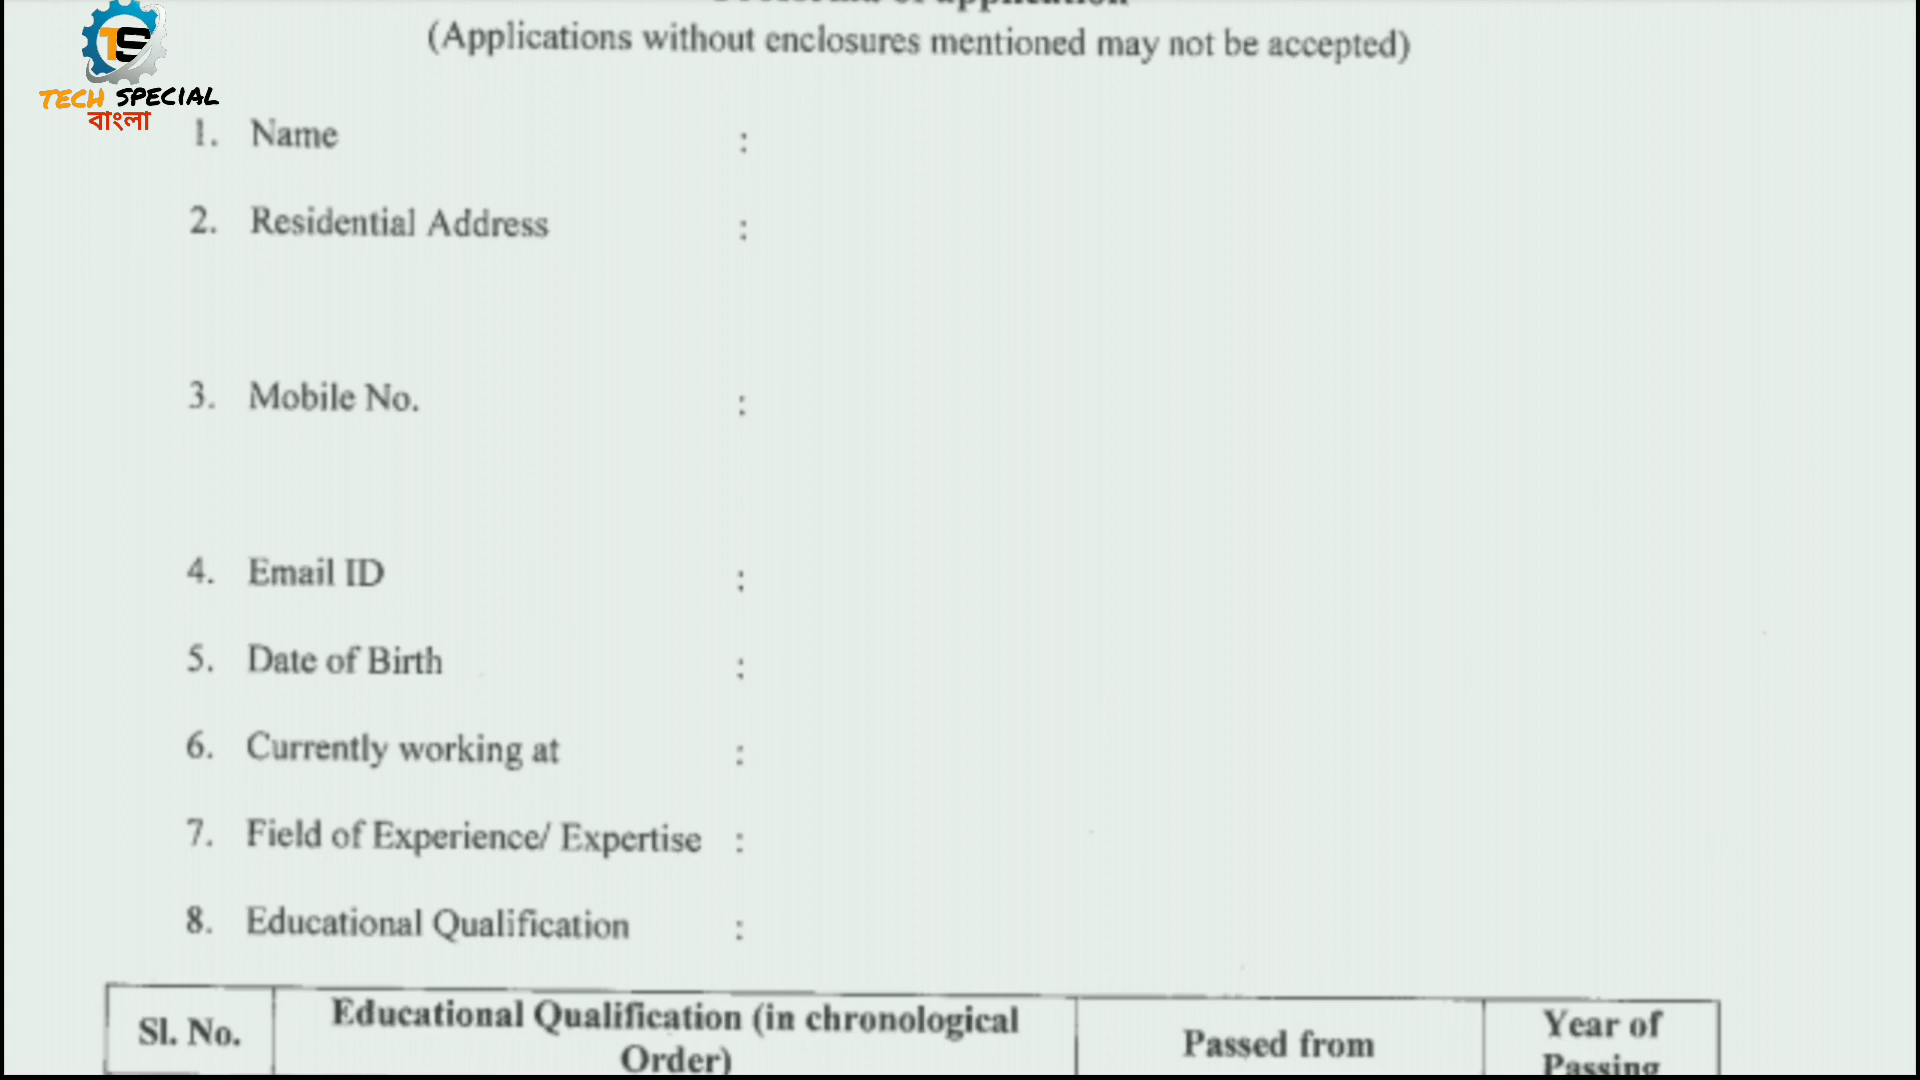 TS
TECH SPECIAL
বাংলা
(Applications without enclosures mentioned may not be accepted)
1. Name :
2. Residential Address :
3. Mobile No. :
4. Email ID :
5. Date of Birth :
6. Currently working at :
7. Field of Experience/ Expertise :
8. Educational Qualification :
Sl. No.
Educational Qualification (in chronological
Order)
Passed from
Year of
Passing